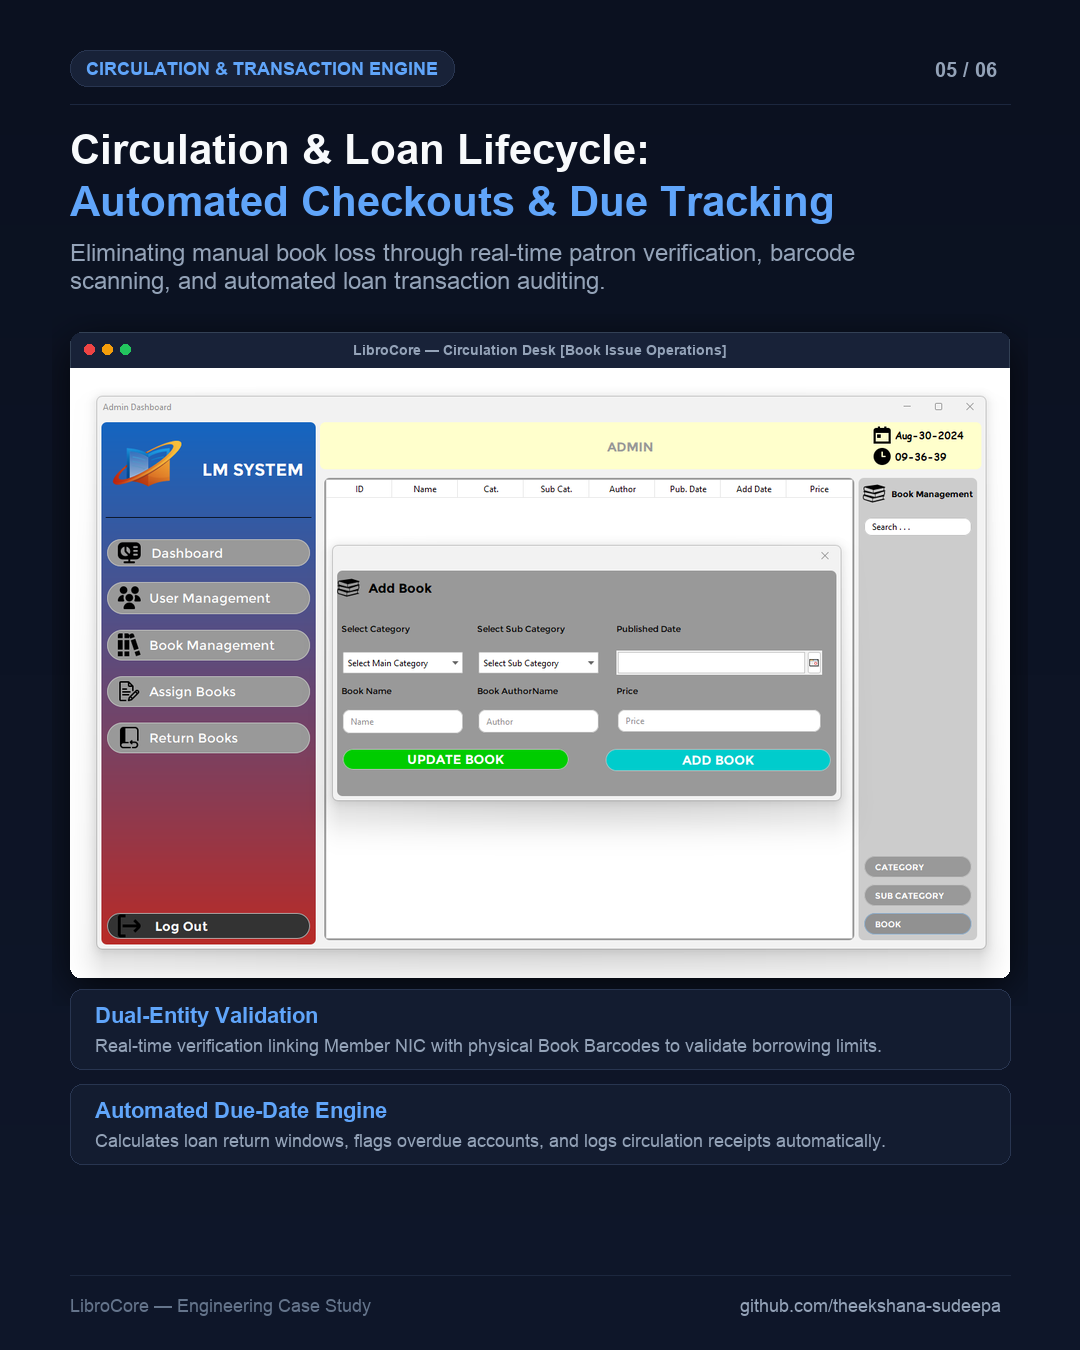 CIRCULATION & TRANSACTION ENGINE
05 / 06
Circulation & Loan Lifecycle:
Automated Checkouts & Due Tracking
Eliminating manual book loss through real-time patron verification, barcode
scanning, and automated loan transaction auditing.
LibroCore — Circulation Desk [Book Issue Operations]
Admin Dashboard
LM SYSTEM
ADMIN
Aug-30-2024
09-36-39
Dashboard
User Management
Book Management
Assign Books
Return Books
Log Out
ID Name Cat. Sub Cat. Author Pub. Date Add Date Price
Add Book
Select Category Select Sub Category Published Date
Select Main Category Select Sub Category
Book Name Book AuthorName Price
Name Author Price
UPDATE BOOK ADD BOOK
Book Management
Search . . .
CATEGORY
SUB CATEGORY
BOOK
Dual-Entity Validation
Real-time verification linking Member NIC with physical Book Barcodes to validate borrowing limits.
Automated Due-Date Engine
Calculates loan return windows, flags overdue accounts, and logs circulation receipts automatically.
LibroCore — Engineering Case Study
github.com/theekshana-sudeepa